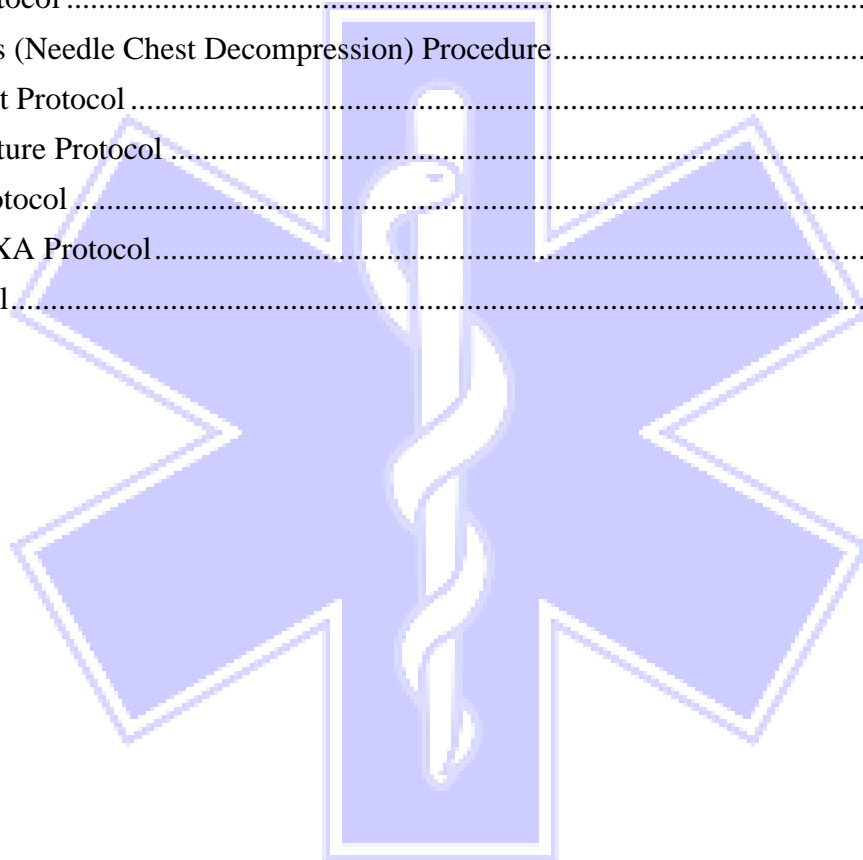 tocol ........................................................................................................
s (Needle Chest Decompression) Procedure ........................................
t Protocol ................................................................................................
ture Protocol ..........................................................................................
otocol .......................................................................................................
XA Protocol .............................................................................................
l ................................................................................................................